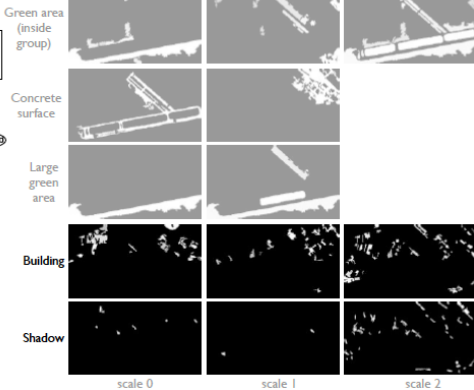 Green area
(inside
group)
Concrete
surface
Large
green
area
Building
Shadow
scale 0
scale 1
scale 2